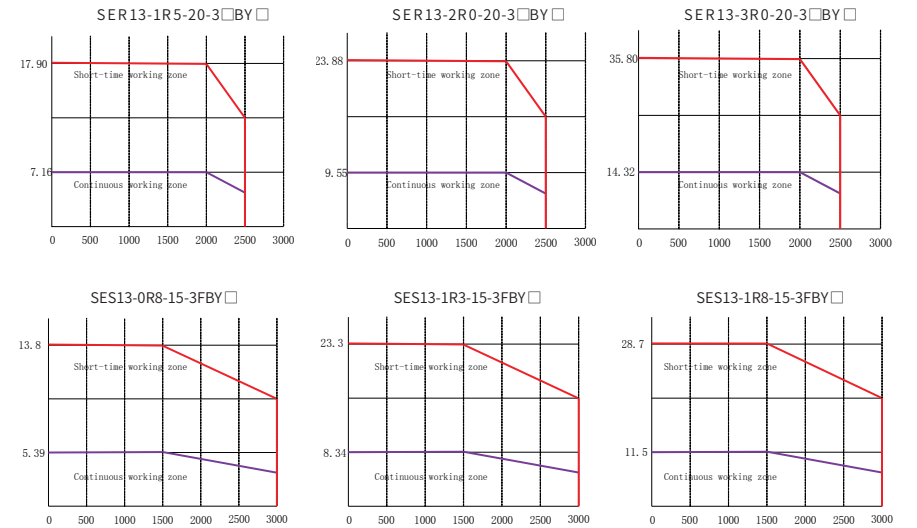 SER13-1R5-20-3□BY□
17.90
Short-time working zone
7.16
Continuous working zone
0 500 1000 1500 2000 2500 3000
SER13-2R0-20-3□BY□
23.88
Short-time working zone
9.55
Continuous working zone
0 500 1000 1500 2000 2500 3000
SER13-3R0-20-3□BY□
35.80
Short-time working zone
14.32
Continuous working zone
0 500 1000 1500 2000 2500 3000
SES13-0R8-15-3FBY□
13.8
Short-time working zone
5.39
Continuous working zone
0 500 1000 1500 2000 2500 3000
SES13-1R3-15-3FBY□
23.3
Short-time working zone
8.34
Continuous working zone
0 500 1000 1500 2000 2500 3000
SES13-1R8-15-3FBY□
28.7
Short-time working zone
11.5
Continuous working zone
0 500 1000 1500 2000 2500 3000